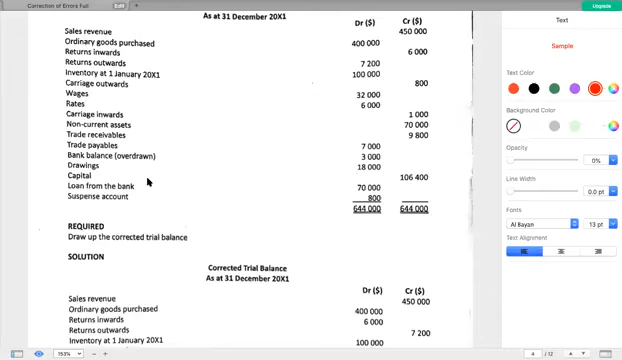 Correction of Errors Full
Edit
+
Upgrade
As at 31 December 20X1
Dr ($) Cr ($)
Sales revenue 450 000
Ordinary goods purchased 400 000
Returns inwards 6 000
Returns outwards 7 200
Inventory at 1 January 20X1 100 000
Carriage outwards 800
Wages 32 000
Rates 6 000
Carriage inwards 1 000
Non-current assets 70 000
Trade receivables 9 800
Trade payables 7 000
Bank balance (overdrawn) 3 000
Drawings 18 000
Capital 106 400
Loan from the bank 70 000
Suspense account 800
644 000 644 000
REQUIRED
Draw up the corrected trial balance
SOLUTION
Corrected Trial Balance
As at 31 December 20X1
Dr ($) Cr ($)
Sales revenue 450 000
Ordinary goods purchased 400 000
Returns inwards 6 000
Returns outwards 7 200
Inventory at 1 January 20X1 100 000
Text
Sample
Text Color
Background Color
Opacity
0%
Line Width
0.0 pt
Fonts
Al Bayan
13 pt
Text Alignment
153%
− +
4 / 12